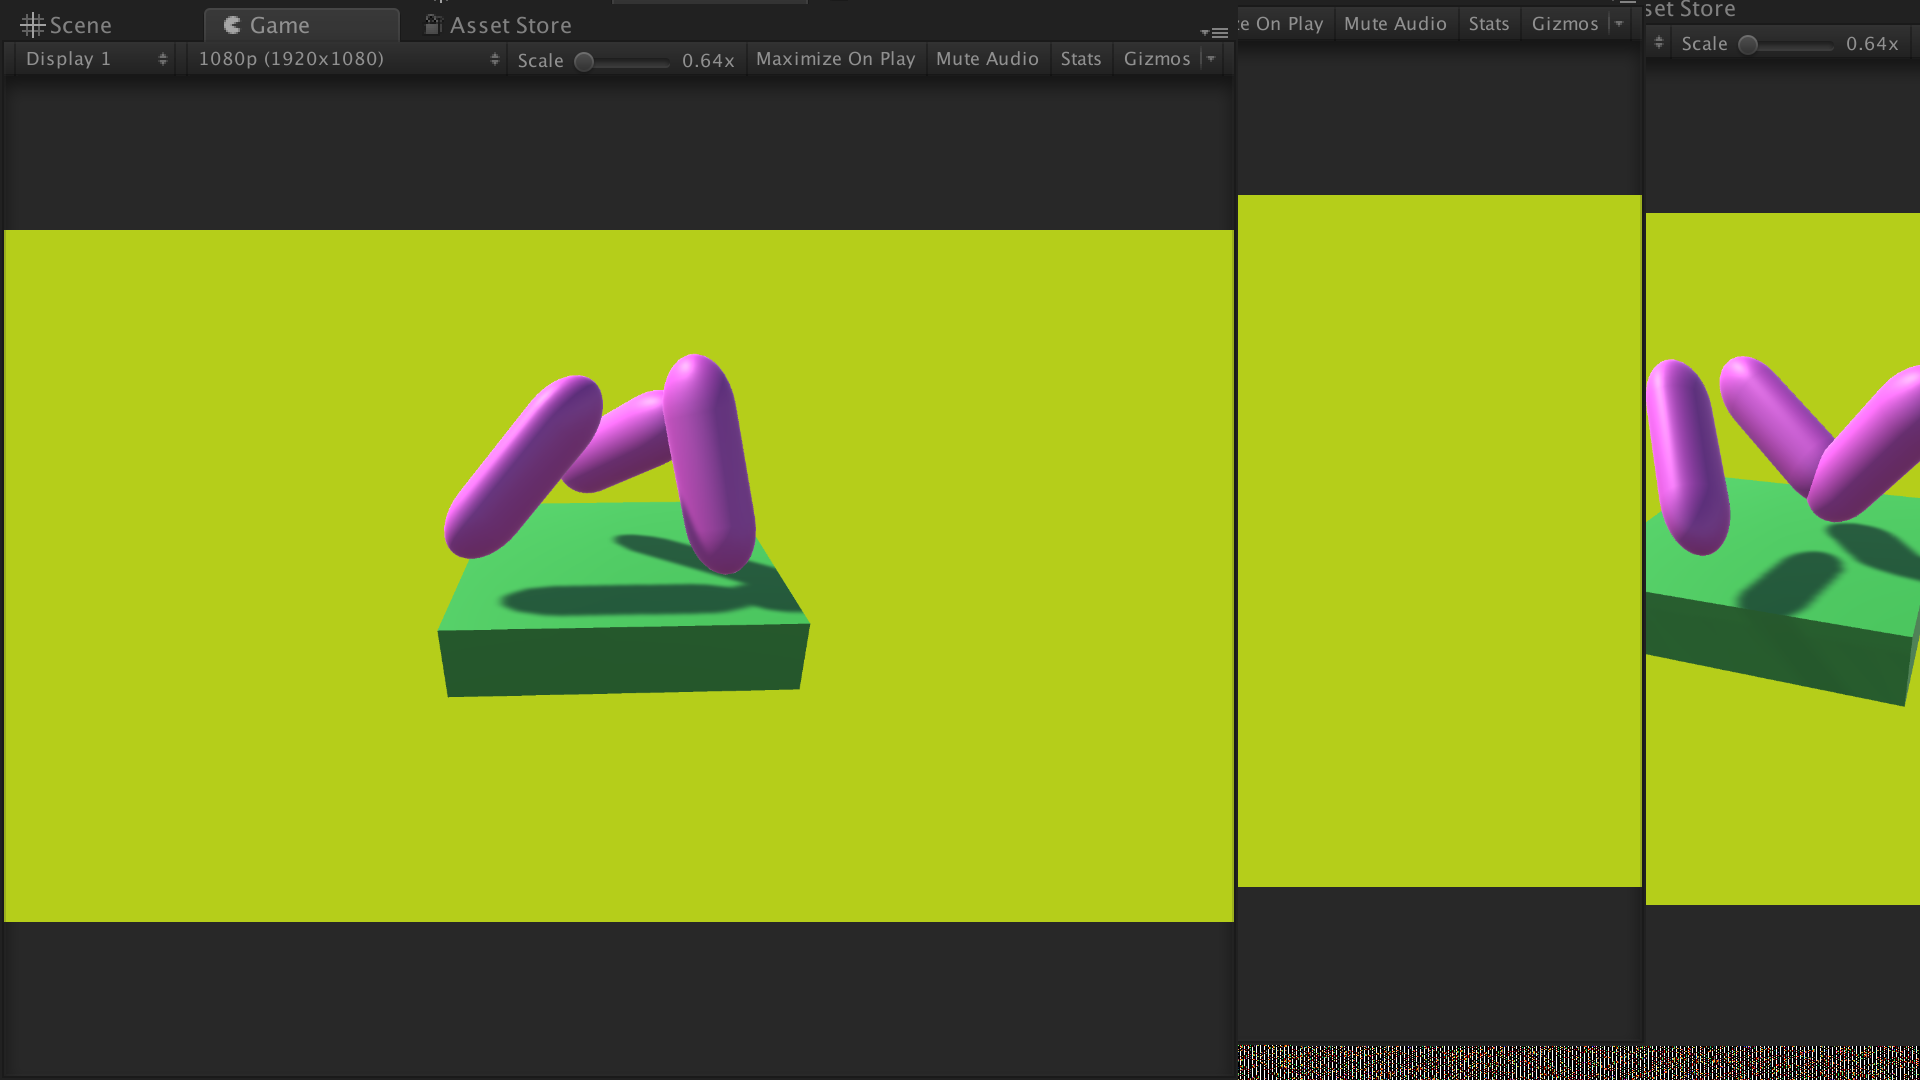 Scene
Game
Asset Store
Display 1
1080p (1920x1080)
Scale
0.64x
Maximize On Play
Mute Audio
Stats
Gizmos
On Play
Mute Audio
Stats
Gizmos
Store
Scale
0.64x